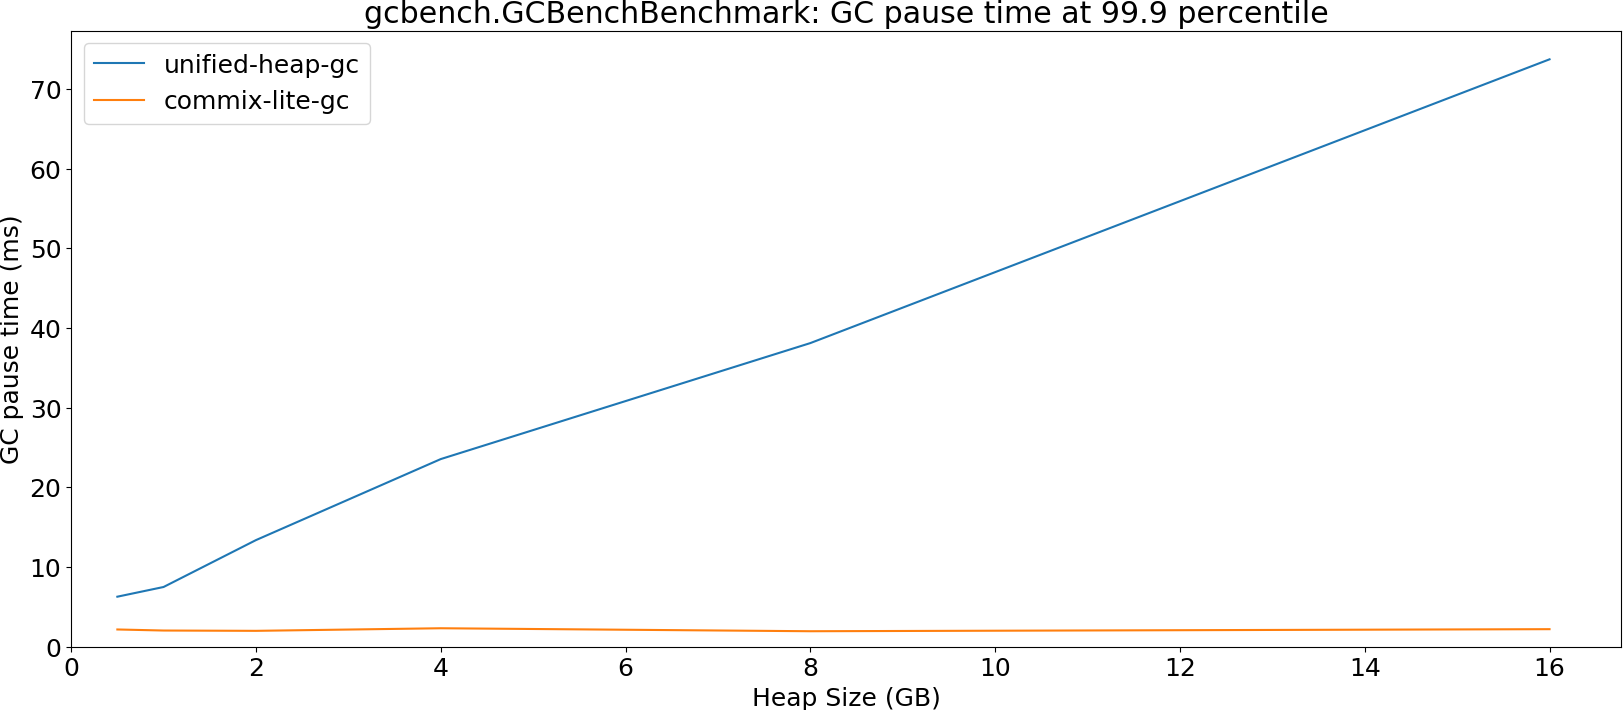 gcbench.GCBenchBenchmark: GC pause time at 99.9 percentile
unified-heap-gc
commix-lite-gc
GC pause time (ms)
70
60
50
40
30
20
10
0
0 2 4 6 8 10 12 14 16
Heap Size (GB)